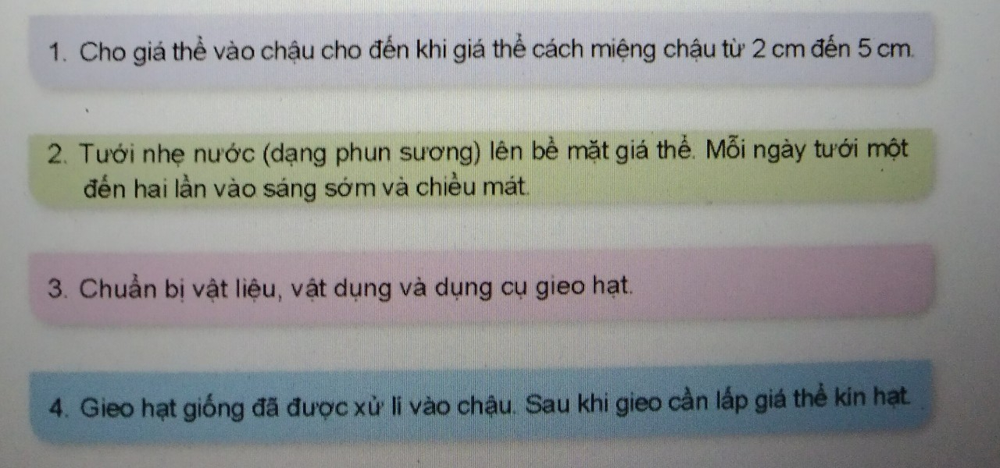 1. Cho giá thể vào chậu cho đến khi giá thể cách miệng chậu từ 2 cm đến 5 cm.
2. Tưới nhẹ nước (dạng phun sương) lên bề mặt giá thể. Mỗi ngày tưới một
đến hai lần vào sáng sớm và chiều mát.
3. Chuẩn bị vật liệu, vật dụng và dụng cụ gieo hạt.
4. Gieo hạt giống đã được xử lí vào chậu. Sau khi gieo cần lấp giá thể kín hạt.